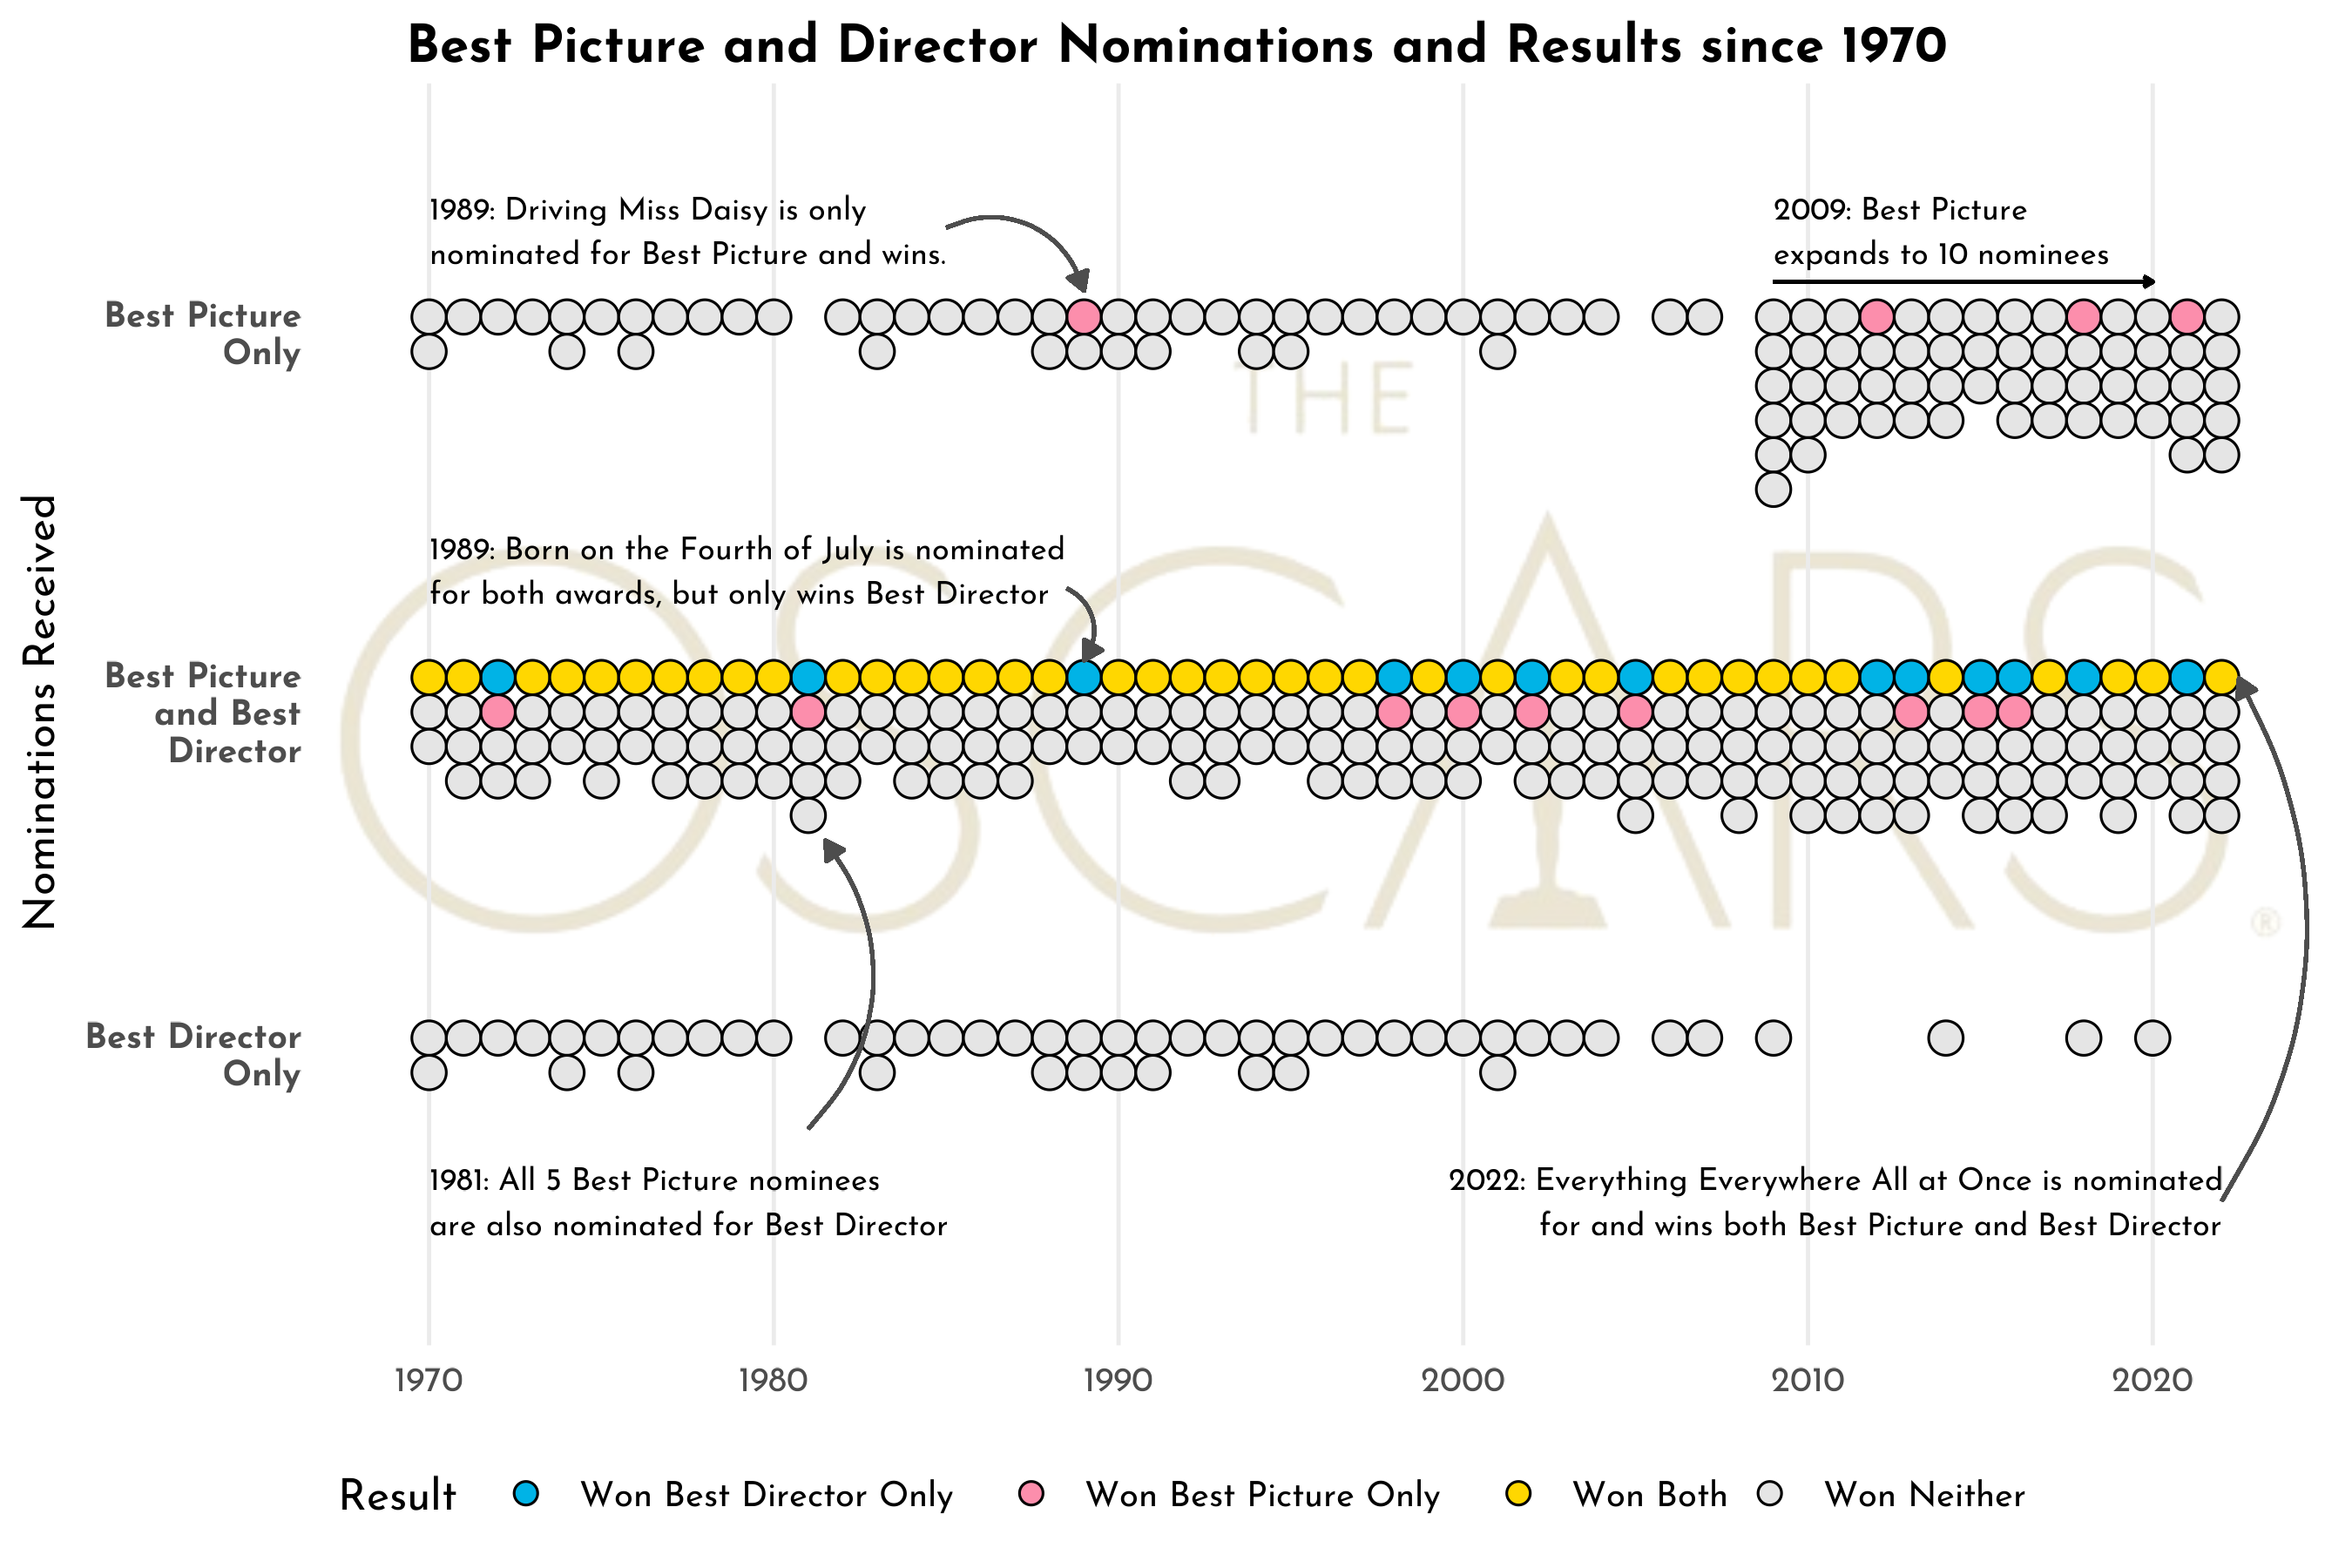 Best Picture and Director Nominations and Results since 1970
1989: Driving Miss Daisy is only
nominated for Best Picture and wins.
2009: Best Picture
expands to 10 nominees
Best Picture
Only
THE
1989: Born on the Fourth of July is nominated
for both awards, but only wins Best Director
OSCARS
®
Nominations Received
Best Picture
and Best
Director
Best Director
Only
1981: All 5 Best Picture nominees
are also nominated for Best Director
2022: Everything Everywhere All at Once is nominated
for and wins both Best Picture and Best Director
1970 1980 1990 2000 2010 2020
Result Won Best Director Only Won Best Picture Only Won Both Won Neither